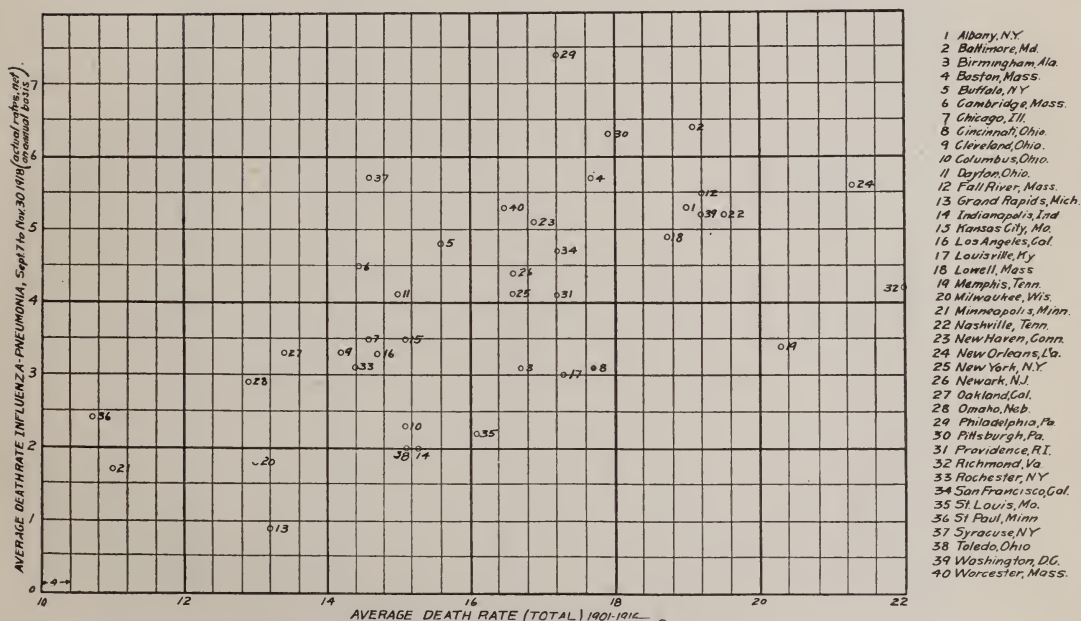 AVERAGE DEATH RATE INFLUENZA-PNEUMONIA, Sept. 7 to Nov. 30 1918 (actual rates, not on annual basis).
7
6
5
4
3
2
1
0
29
2
30
37
4
24
12
40
1
39
22
23
18
5
34
6
26
32
11
25
31
7
15
19
27
9
16
33
3
17
8
28
36
10
35
38
14
20
21
13
4
10
12
14
16
18
20
22
AVERAGE DEATH RATE (TOTAL) 1901-1916
1 Albany, N.Y.
2 Baltimore, Md.
3 Birmingham, Ala.
4 Boston, Mass.
5 Buffalo, N.Y
6 Cambridge, Mass.
7 Chicago, Ill.
8 Cincinnati, Ohio.
9 Cleveland, Ohio.
10 Columbus, Ohio.
11 Dayton, Ohio.
12 Fall River, Mass.
13 Grand Rapids, Mich.
14 Indianapolis, Ind
15 Kansas City, Mo.
16 Los Angeles, Cal.
17 Louisville, Ky
18 Lowell, Mass
19 Memphis, Tenn.
20 Milwaukee, Wis.
21 Minneapolis, Minn.
22 Nashville, Tenn.
23 New Haven, Conn.
24 New Orleans, La.
25 New York, N.Y.
26 Newark, N.J.
27 Oakland, Cal.
28 Omaha, Neb.
29 Philadelphia, Pa.
30 Pittsburgh, Pa.
31 Providence, R.I.
32 Richmond, Va
33 Rochester, NY
34 San Francisco, Cal.
35 St. Louis, Mo.
36 St Paul, Minn
37 Syracuse, NY
38 Toledo, Ohio
39 Washington, D.C.
40 Worcester, Mass.